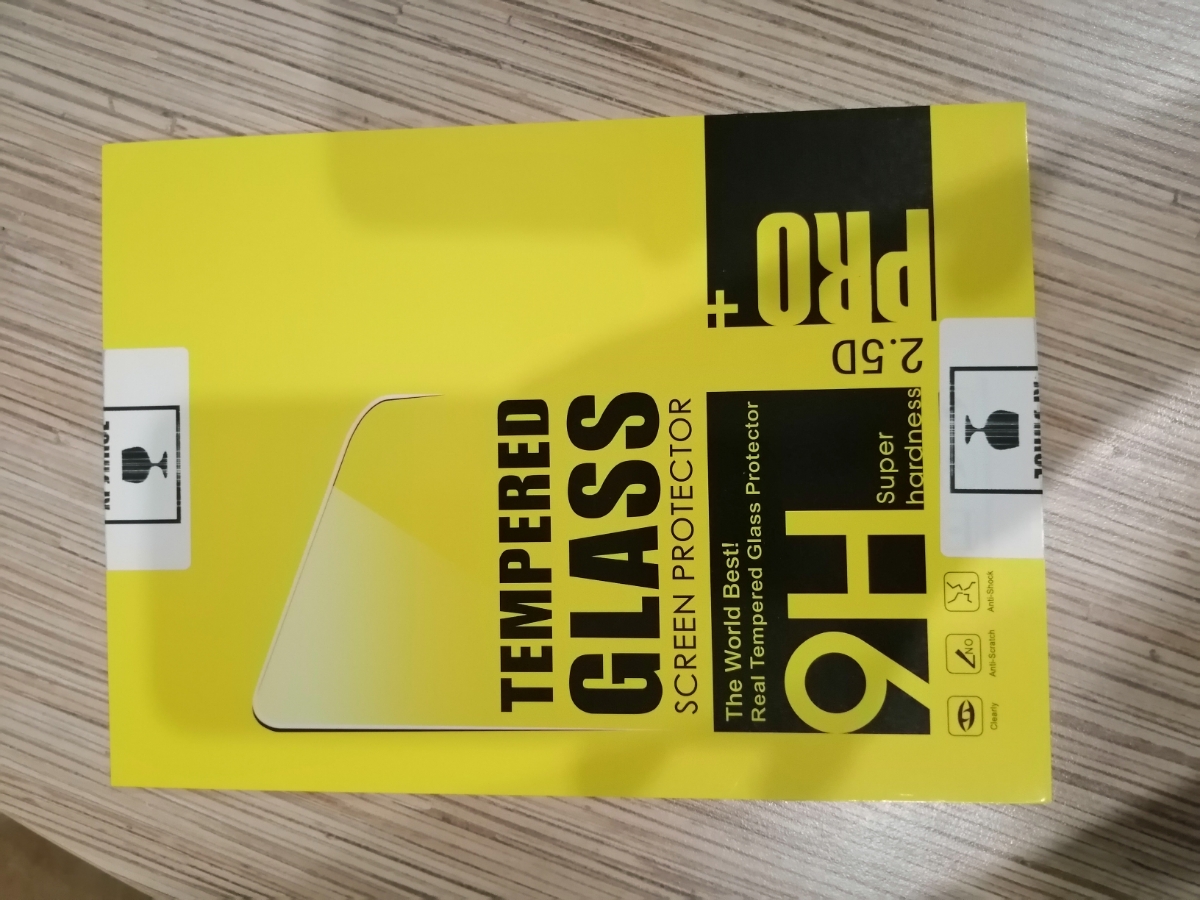 TEMPERED
GLASS
SCREEN PROTECTOR
The World Best!
Real Tempered Glass Protector
9H
Super
hardness
2.5D
PRO
+
Clearly
NO
Anti-Scratch
Anti-Shock